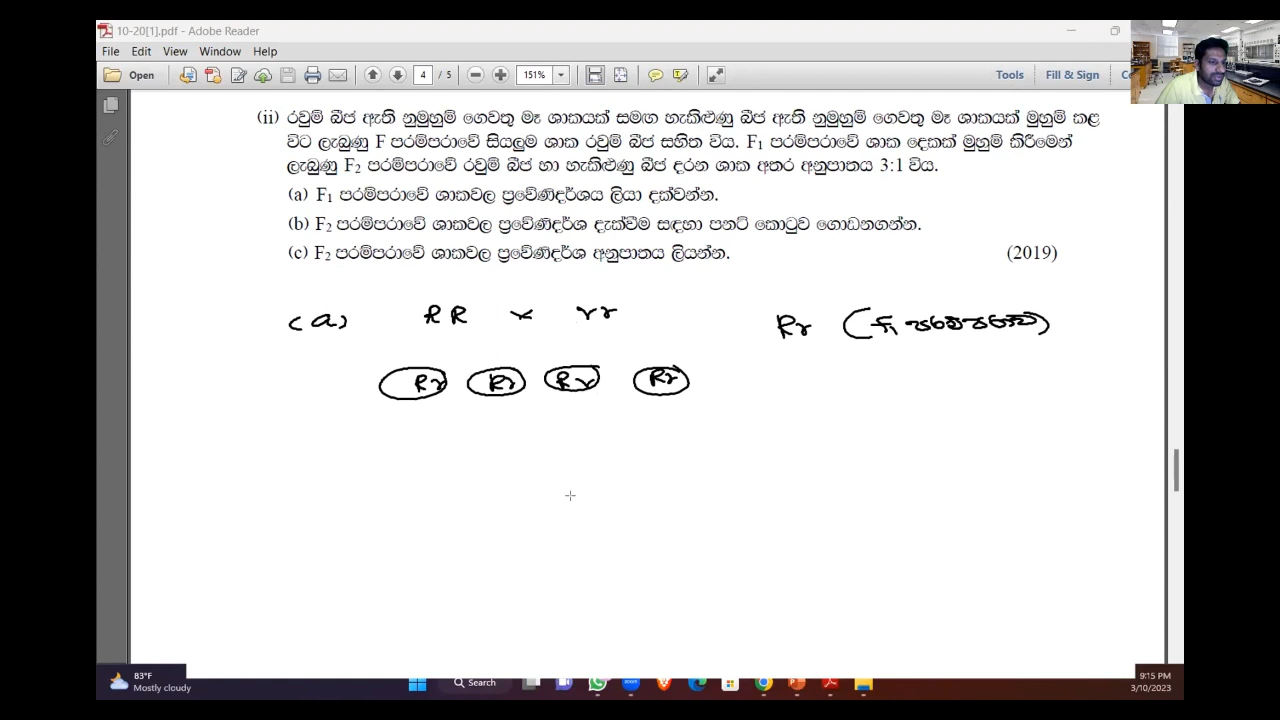 10-20[1].pdf - Adobe Reader
File Edit View Window Help
Open 4 / 5 151% Tools Fill & Sign
(ii) රවුම් බීජ ඇති නුමුහුම් ගෙවතු මෑ ශාකයක් සමඟ හැකිළුණු බීජ ඇති නුමුහුම් ගෙවතු මෑ ශාකයක් මුහුම් කළ
විට ලැබුණු F පරම්පරාවේ සියලුම ශාක රවුම් බීජ සහිත විය. F₁ පරම්පරාවේ ශාක දෙකක් මුහුම් කිරීමෙන්
ලැබුණු F₂ පරම්පරාවේ රවුම් බීජ හා හැකිළුණු බීජ දරන ශාක අතර අනුපාතය 3:1 විය.
(a) F₁ පරම්පරාවේ ශාකවල ප්‍රවේණිදර්ශය ලියා දක්වන්න.
(b) F₂ පරම්පරාවේ ශාකවල ප්‍රවේණිදර්ශ දැක්වීම සඳහා පනට් කොටුව ගොඩනගන්න.
(c) F₂ පරම්පරාවේ ශාකවල ප්‍රවේණිදර්ශ අනුපාතය ලියන්න. (2019)
(a) RR x rr Rr (F₁ පරම්පරාව)
Rr Rr Rr Rr
83°F
Mostly cloudy
Search
9:15 PM
3/10/2023